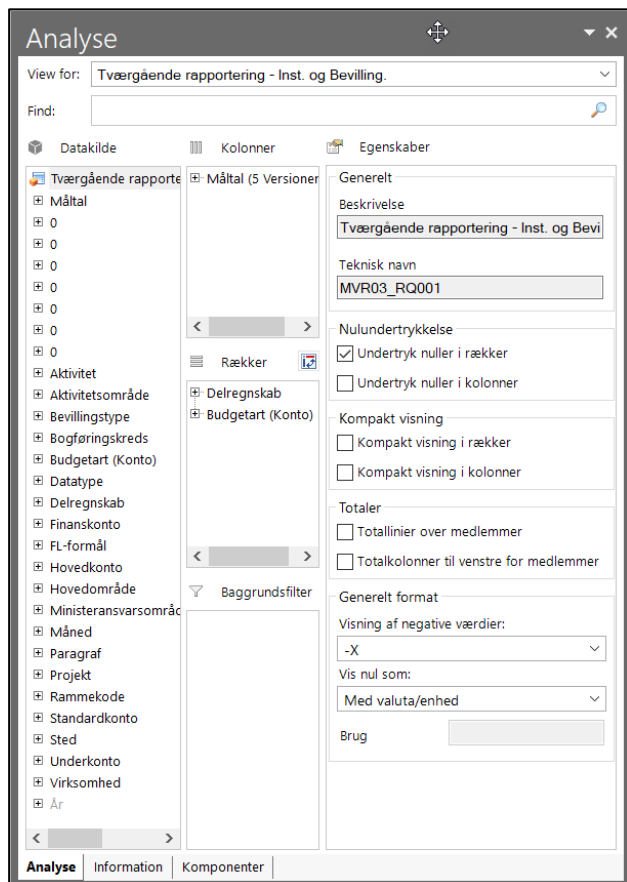 Analyse
View for: Tværgående rapportering - Inst. og Bevilling.
Find:
Datakilde
Tværgående rapporte
Måltal
0
0
0
0
0
0
0
Aktivitet
Aktivitetsområde
Bevillingstype
Bogføringskreds
Budgetart (Konto)
Datatype
Delregnskab
Finanskonto
FL-formål
Hovedkonto
Hovedområde
Ministeransvarsområc
Måned
Paragraf
Projekt
Rammekode
Standardkonto
Sted
Underkonto
Virksomhed
År
Kolonner
Måltal (5 Versioner
Rækker
Delregnskab
Budgetart (Konto)
Baggrundsfilter
Egenskaber
Generelt
Beskrivelse
Tværgående rapportering - Inst. og Bevi
Teknisk navn
MVR03_RQ001
Nulundertrykkelse
Undertryk nuller i rækker
Undertryk nuller i kolonner
Kompakt visning
Kompakt visning i rækker
Kompakt visning i kolonner
Totaler
Totallinier over medlemmer
Totalkolonner til venstre for medlemmer
Generelt format
Visning af negative værdier:
-X
Vis nul som:
Med valuta/enhed
Brug
Analyse Information Komponenter